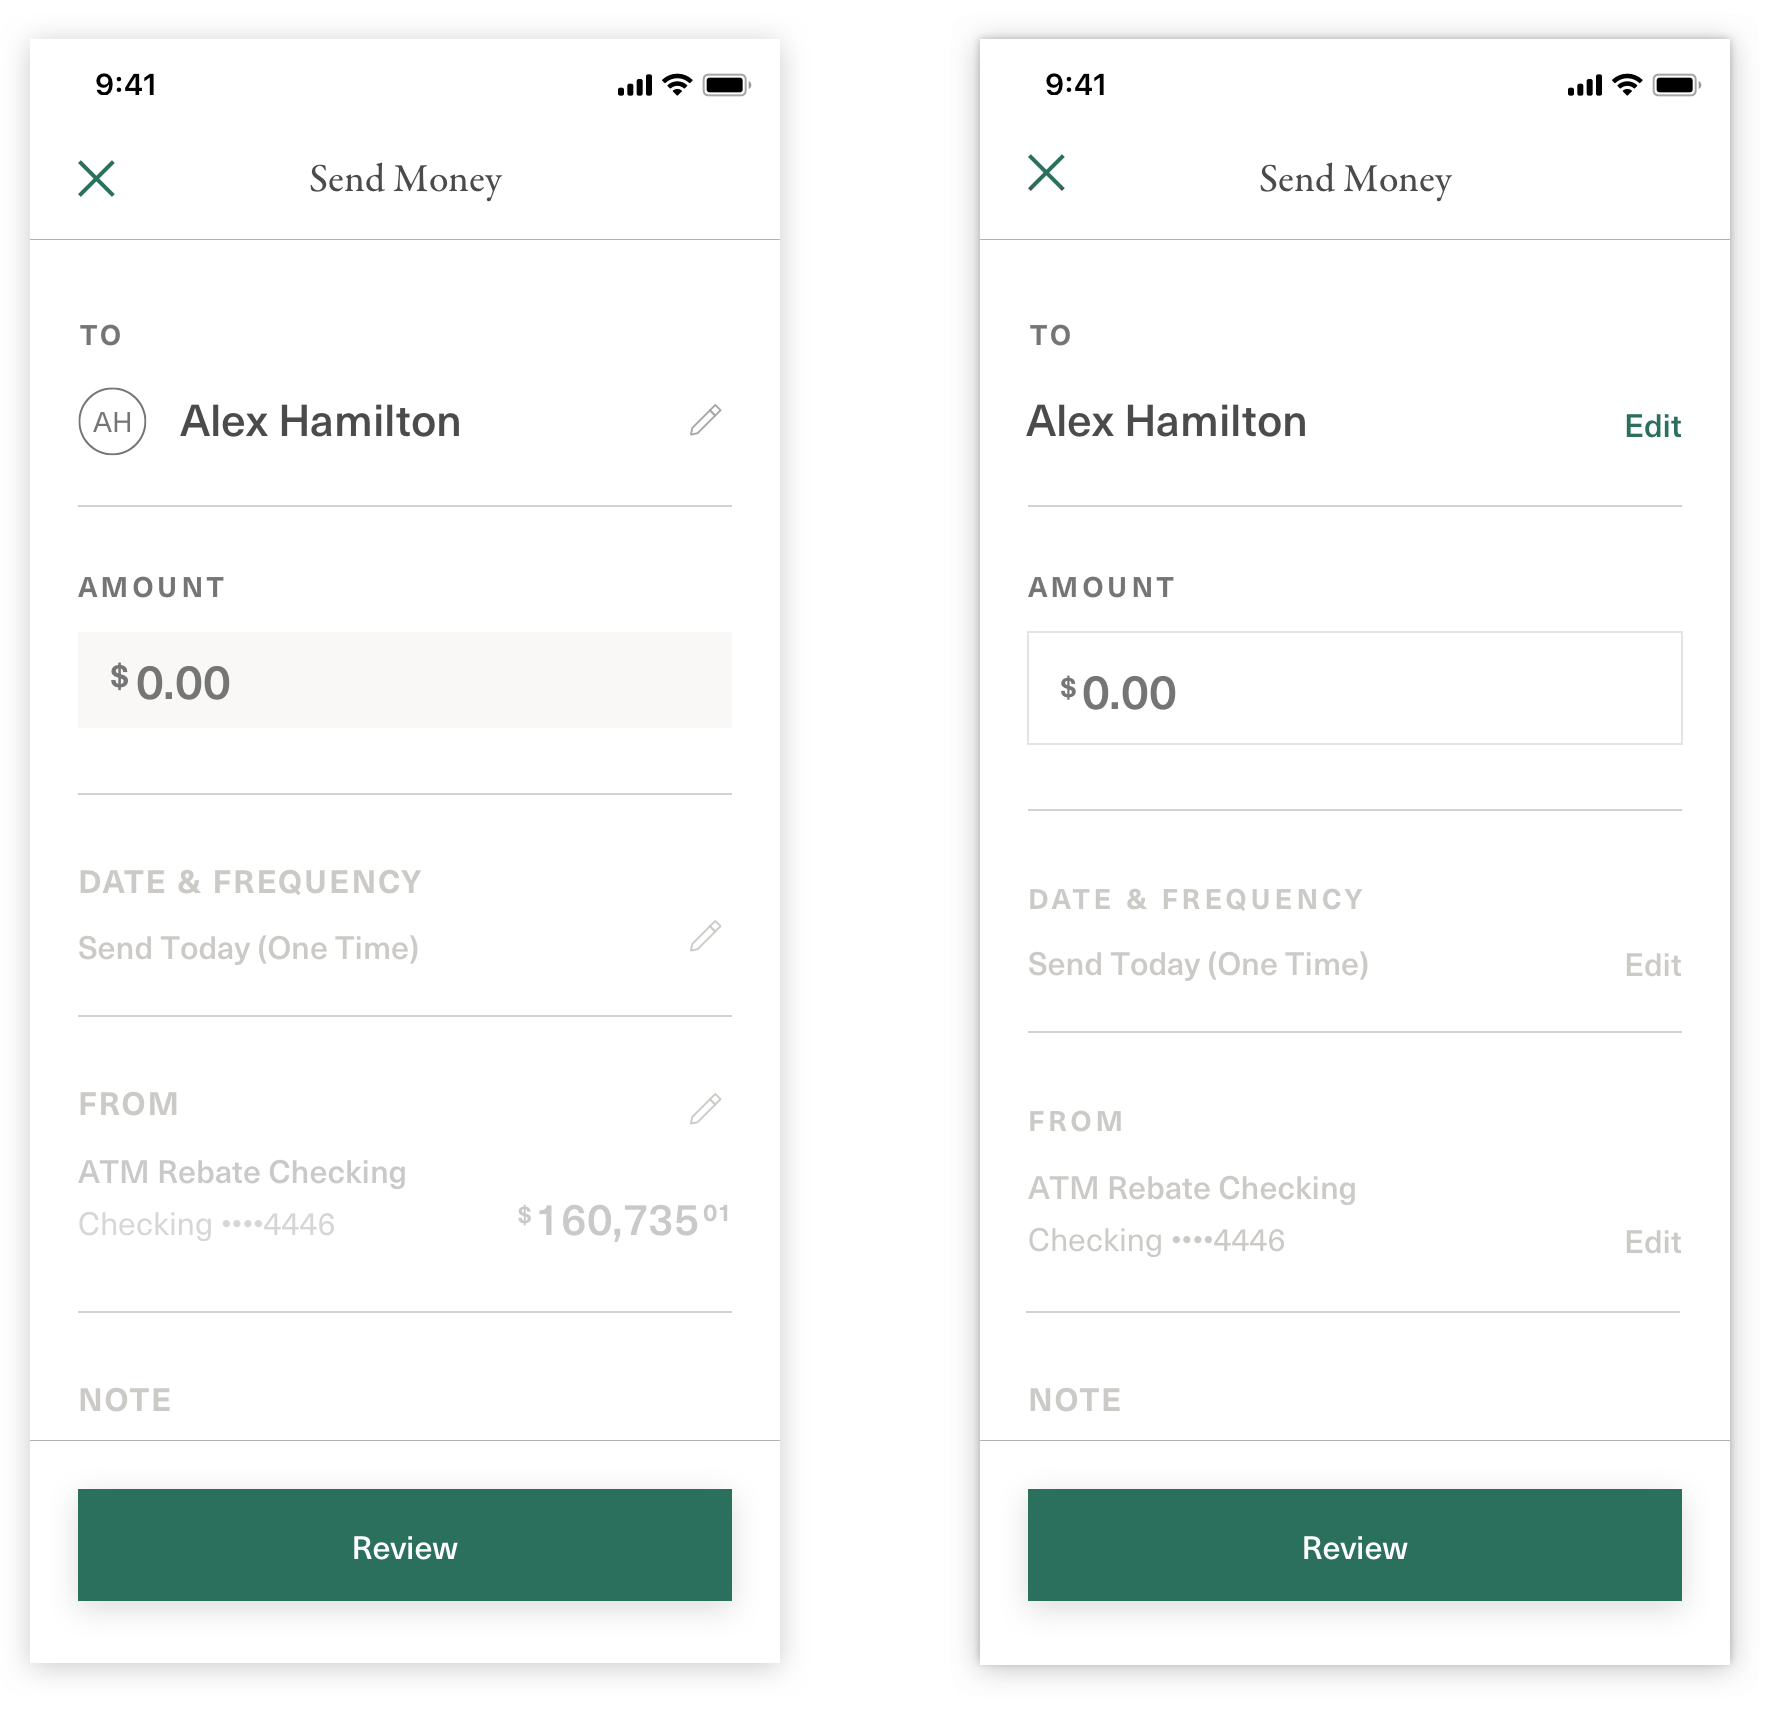 9:41
Send Money
TO
AH Alex Hamilton
AMOUNT
$0.00
DATE & FREQUENCY
Send Today (One Time)
FROM
ATM Rebate Checking
Checking ••••4446 $160,735 01
NOTE
Review
9:41
Send Money
TO
Alex Hamilton Edit
AMOUNT
$0.00
DATE & FREQUENCY
Send Today (One Time) Edit
FROM
ATM Rebate Checking
Checking ••••4446 Edit
NOTE
Review